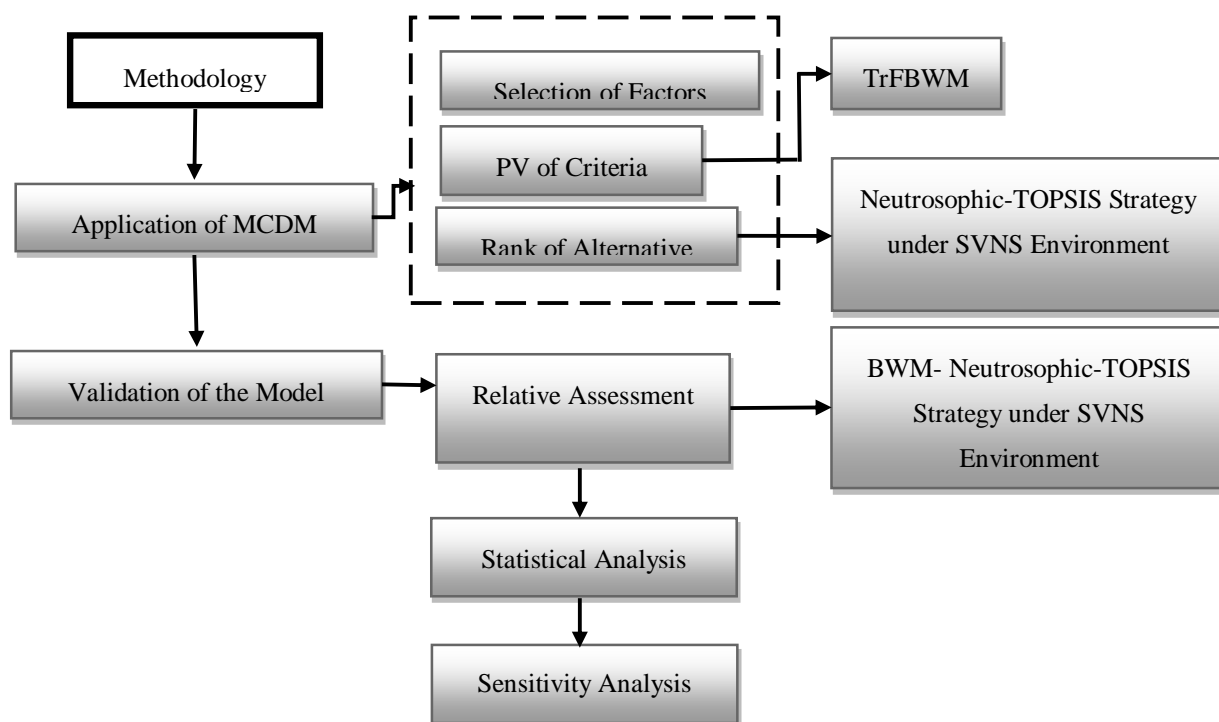 Methodology
Selection of Factors
TrFBWM
PV of Criteria
Application of MCDM
Rank of Alternative
Neutrosophic-TOPSIS Strategy
under SVNS Environment
Validation of the Model
Relative Assessment
BWM- Neutrosophic-TOPSIS
Strategy under SVNS
Environment
Statistical Analysis
Sensitivity Analysis